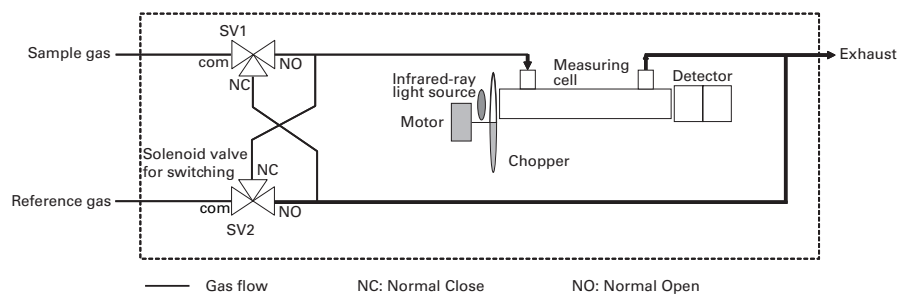 SV1
Sample gas
com
NO
NC
Infrared-ray
light source
Measuring
cell
Detector
Exhaust
Motor
Chopper
Solenoid valve
for switching
NC
Reference gas
com
NO
SV2
Gas flow
NC: Normal Close
NO: Normal Open